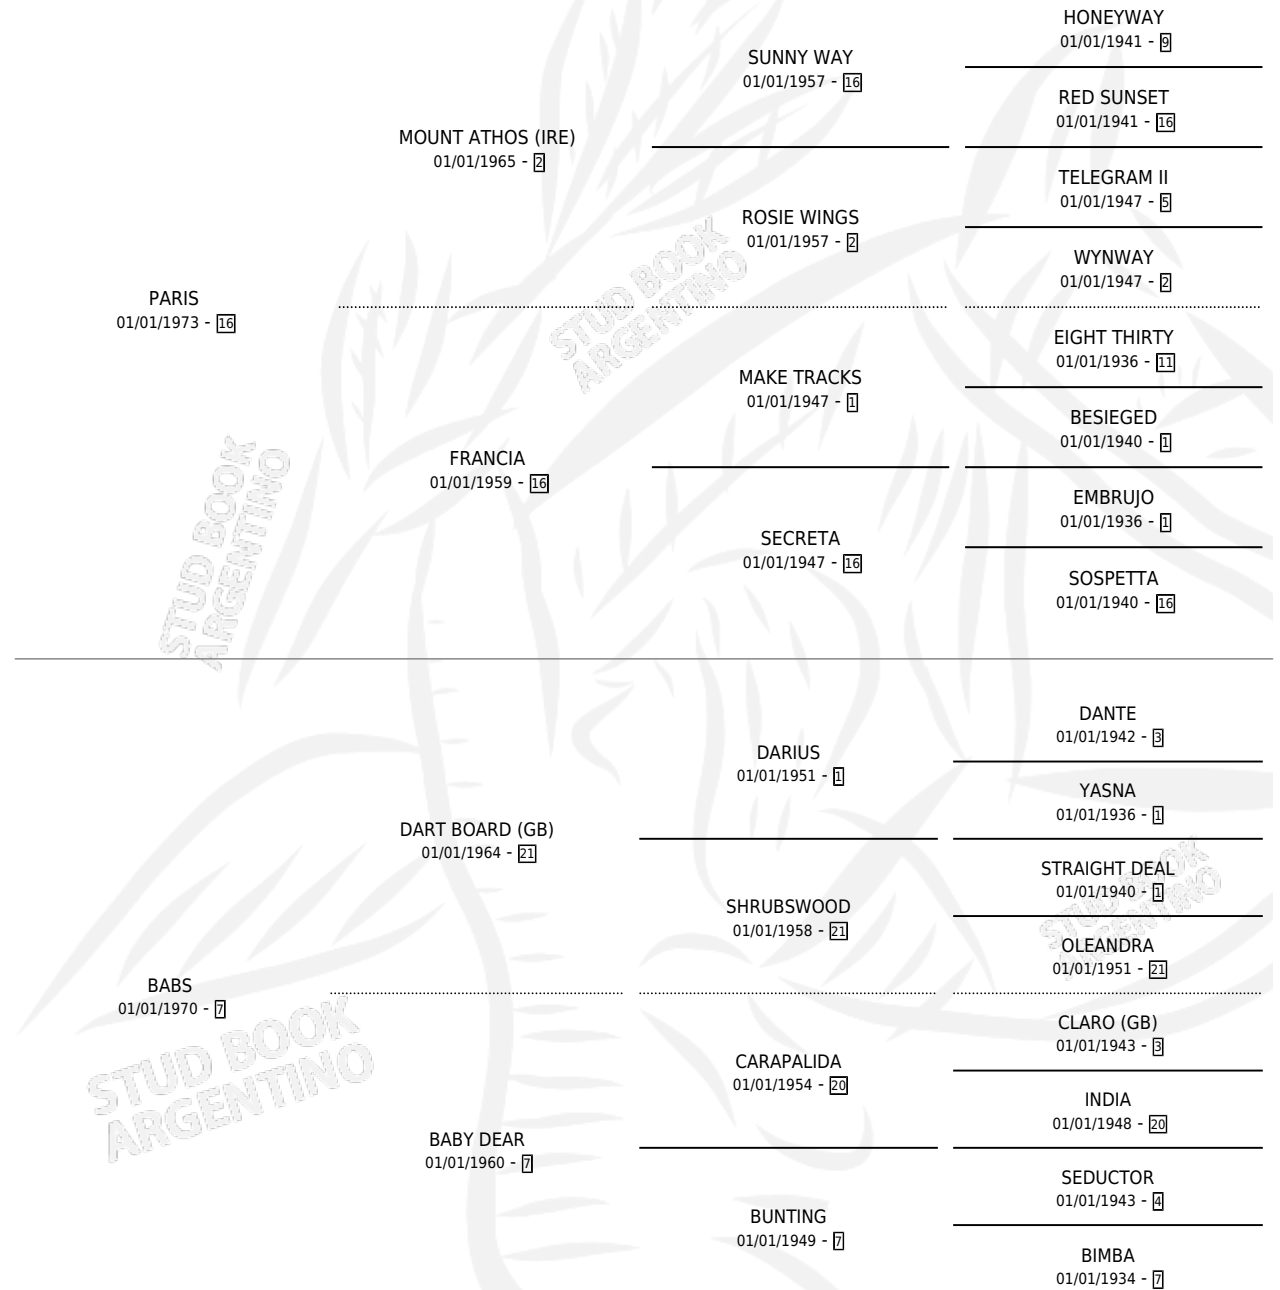 HONEYWAY
01/01/1941 - 9
SUNNY WAY
01/01/1957 - 16
RED SUNSET
01/01/1941 - 16
MOUNT ATHOS (IRE)
01/01/1965 - 2
TELEGRAM II
01/01/1947 - 5
ROSIE WINGS
01/01/1957 - 2
WYNWAY
01/01/1947 - 2
PARIS
01/01/1973 - 16
EIGHT THIRTY
01/01/1936 - 11
MAKE TRACKS
01/01/1947 - 1
BESIEGED
01/01/1940 - 1
FRANCIA
01/01/1959 - 16
EMBRUJO
01/01/1936 - 1
SECRETA
01/01/1947 - 16
SOSPETTA
01/01/1940 - 16
DANTE
01/01/1942 - 3
DARIUS
01/01/1951 - 1
YASNA
01/01/1936 - 1
DART BOARD (GB)
01/01/1964 - 21
STRAIGHT DEAL
01/01/1940 - 1
SHRUBSWOOD
01/01/1958 - 21
OLEANDRA
01/01/1951 - 21
BABS
01/01/1970 - 7
CLARO (GB)
01/01/1943 - 3
CARAPALIDA
01/01/1954 - 20
INDIA
01/01/1948 - 20
BABY DEAR
01/01/1960 - 7
SEDUCTOR
01/01/1943 - 4
BUNTING
01/01/1949 - 7
BIMBA
01/01/1934 - 7
STUD BOOK
ARGENTINO
STUD BOOK
ARGENTINO
STUD BOOK
ARGENTINO
STUD BOOK
ARGENTINO